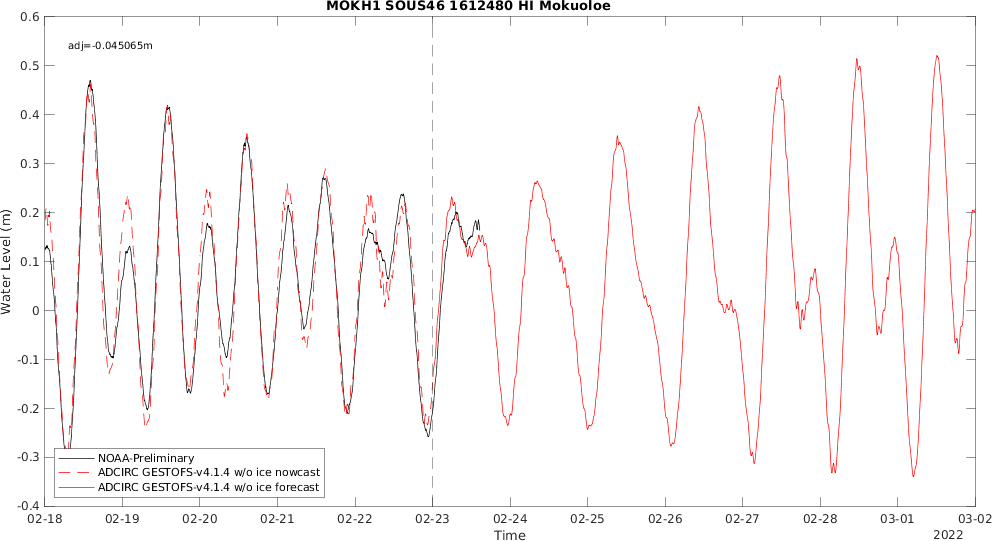 MOKH1 SOUS46 1612480 HI Mokuoloe
adj=-0.045065m
0.6
0.5
0.4
0.3
0.2
0.1
0
-0.1
-0.2
-0.3
-0.4
Water Level (m)
NOAA-Preliminary
ADCIRC GESTOFS-v4.1.4 w/o ice nowcast
ADCIRC GESTOFS-v4.1.4 w/o ice forecast
02-18 02-19 02-20 02-21 02-22 02-23 02-24 02-25 02-26 02-27 02-28 03-01 03-02
Time
2022